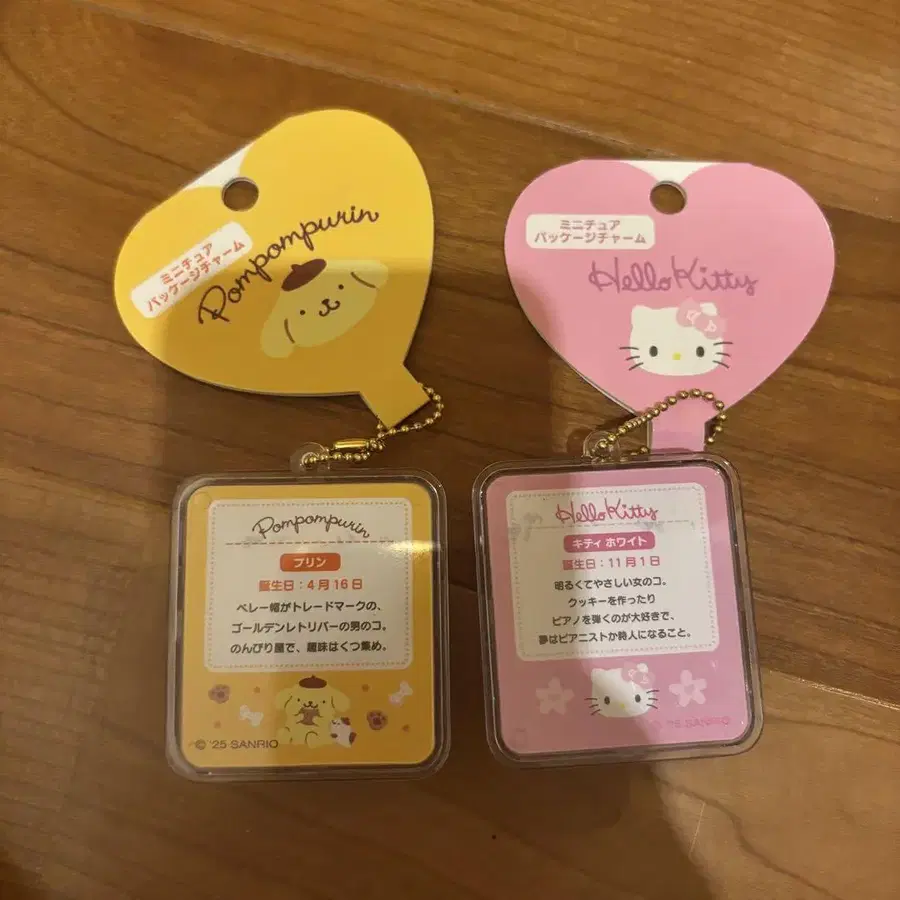 ミニチュア
パッケージチャーム
Pompompurin
ミニチュア
パッケージチャーム
Hello Kitty
Pompompurin
プリン
誕生日：4月16日
ベレー帽がトレードマークの、
ゴールデンレトリバーの男のコ。
のんびり屋で、趣味はくつ集め。
© '25 SANRIO
Hello Kitty
キティ ホワイト
誕生日：11月1日
明るくてやさしい女のコ。
クッキーを作ったり
ピアノを弾くのが大好きで、
夢はピアニストか詩人になること。
© '25 SANRIO